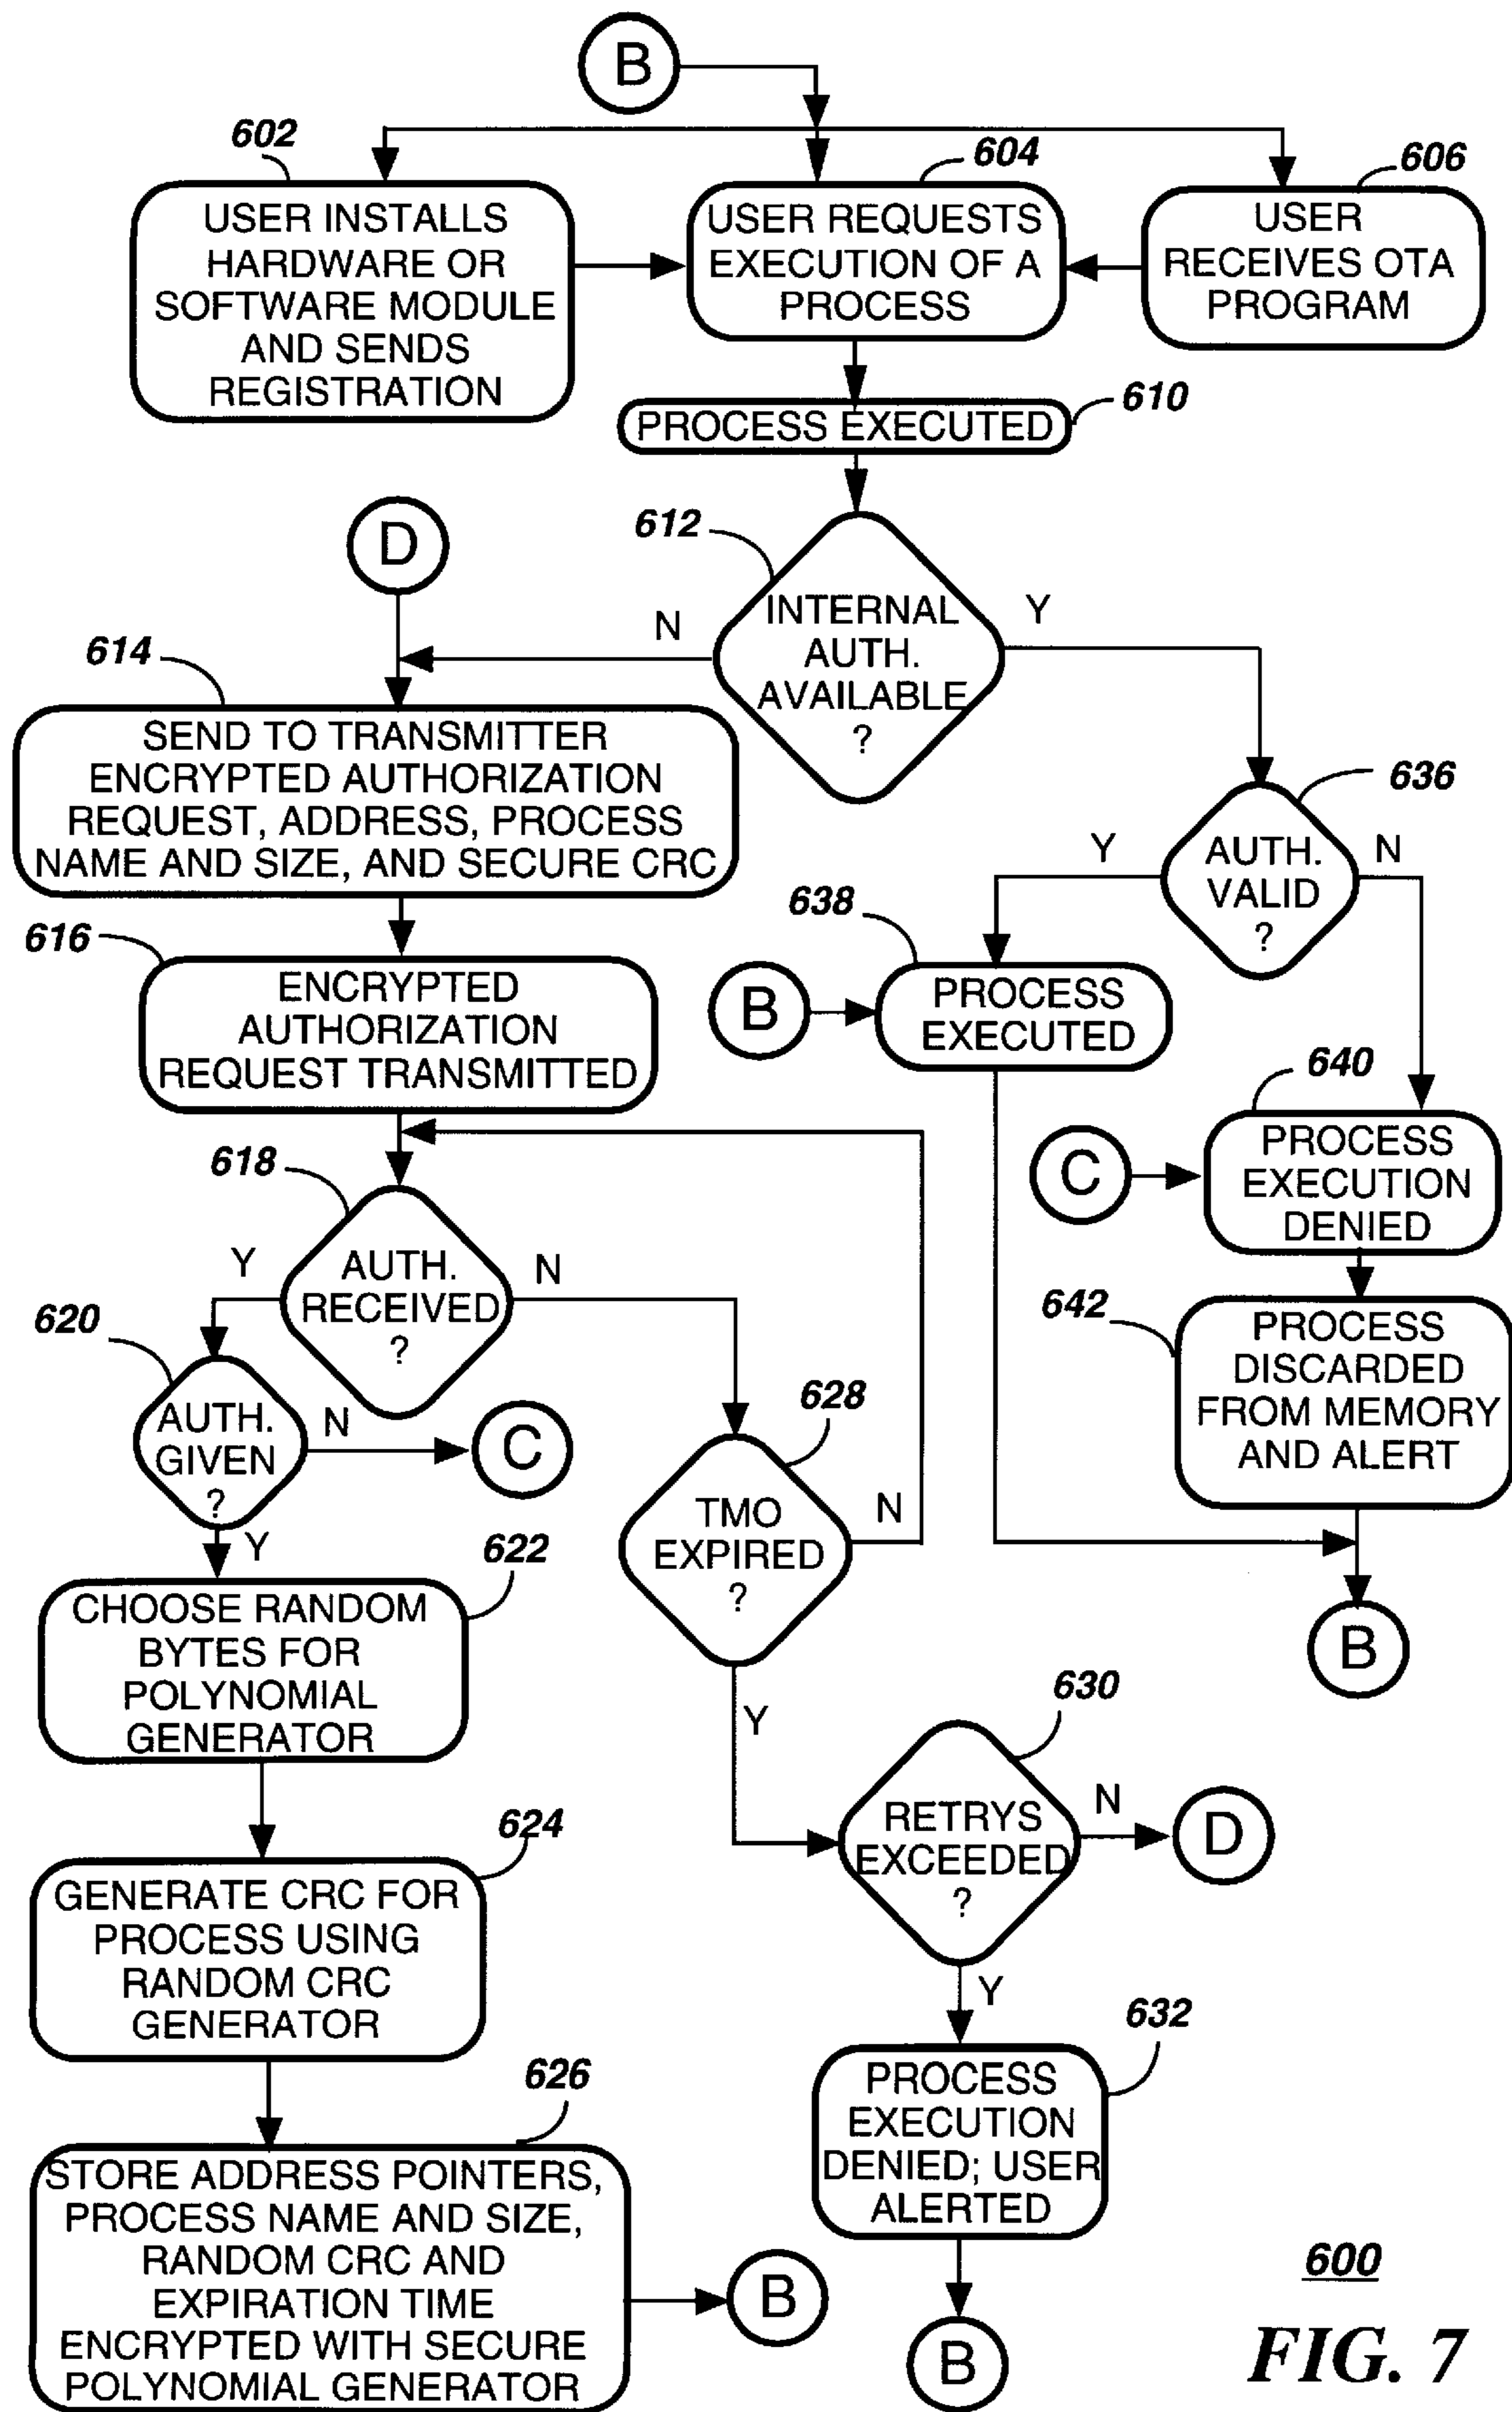 B
602
604
606
USER INSTALLS
HARDWARE OR
SOFTWARE MODULE
AND SENDS
REGISTRATION
USER REQUESTS
EXECUTION OF A
PROCESS
USER
RECEIVES OTA
PROGRAM
PROCESS EXECUTED
610
D
612
INTERNAL
AUTH.
AVAILABLE
?
N
Y
614
SEND TO TRANSMITTER
ENCRYPTED AUTHORIZATION
REQUEST, ADDRESS, PROCESS
NAME AND SIZE, AND SECURE CRC
636
AUTH.
VALID
?
Y
N
616
ENCRYPTED
AUTHORIZATION
REQUEST TRANSMITTED
638
B
PROCESS
EXECUTED
640
C
PROCESS
EXECUTION
DENIED
618
AUTH.
RECEIVED
?
Y
N
642
PROCESS
DISCARDED
FROM MEMORY
AND ALERT
B
620
AUTH.
GIVEN
?
N
C
Y
628
TMO
EXPIRED
?
N
Y
622
CHOOSE RANDOM
BYTES FOR
POLYNOMIAL
GENERATOR
630
RETRYS
EXCEEDED
?
N
D
Y
624
GENERATE CRC FOR
PROCESS USING
RANDOM CRC
GENERATOR
632
PROCESS
EXECUTION
DENIED; USER
ALERTED
B
626
STORE ADDRESS POINTERS,
PROCESS NAME AND SIZE,
RANDOM CRC AND
EXPIRATION TIME
ENCRYPTED WITH SECURE
POLYNOMIAL GENERATOR
B
600
FIG. 7